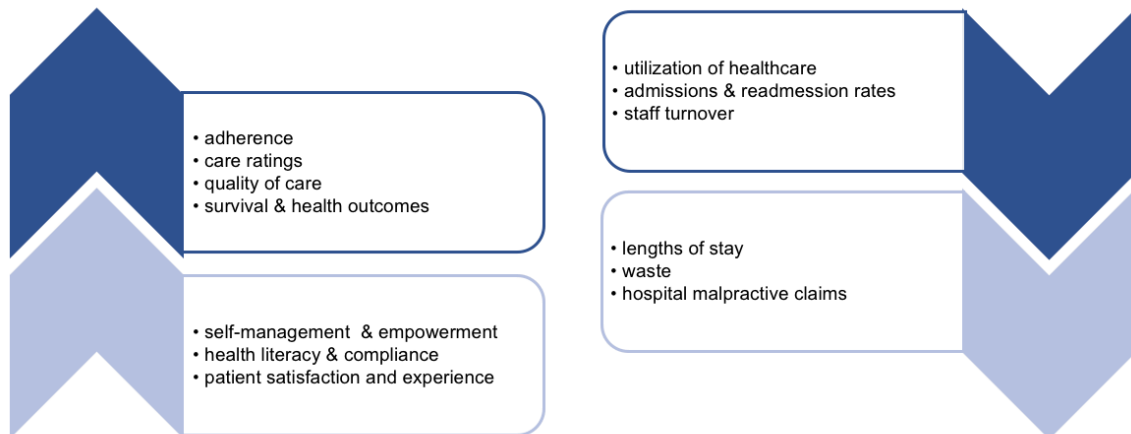 • adherence
• care ratings
• quality of care
• survival & health outcomes
• self-management & empowerment
• health literacy & compliance
• patient satisfaction and experience
• utilization of healthcare
• admissions & readmession rates
• staff turnover
• lengths of stay
• waste
• hospital malpractive claims